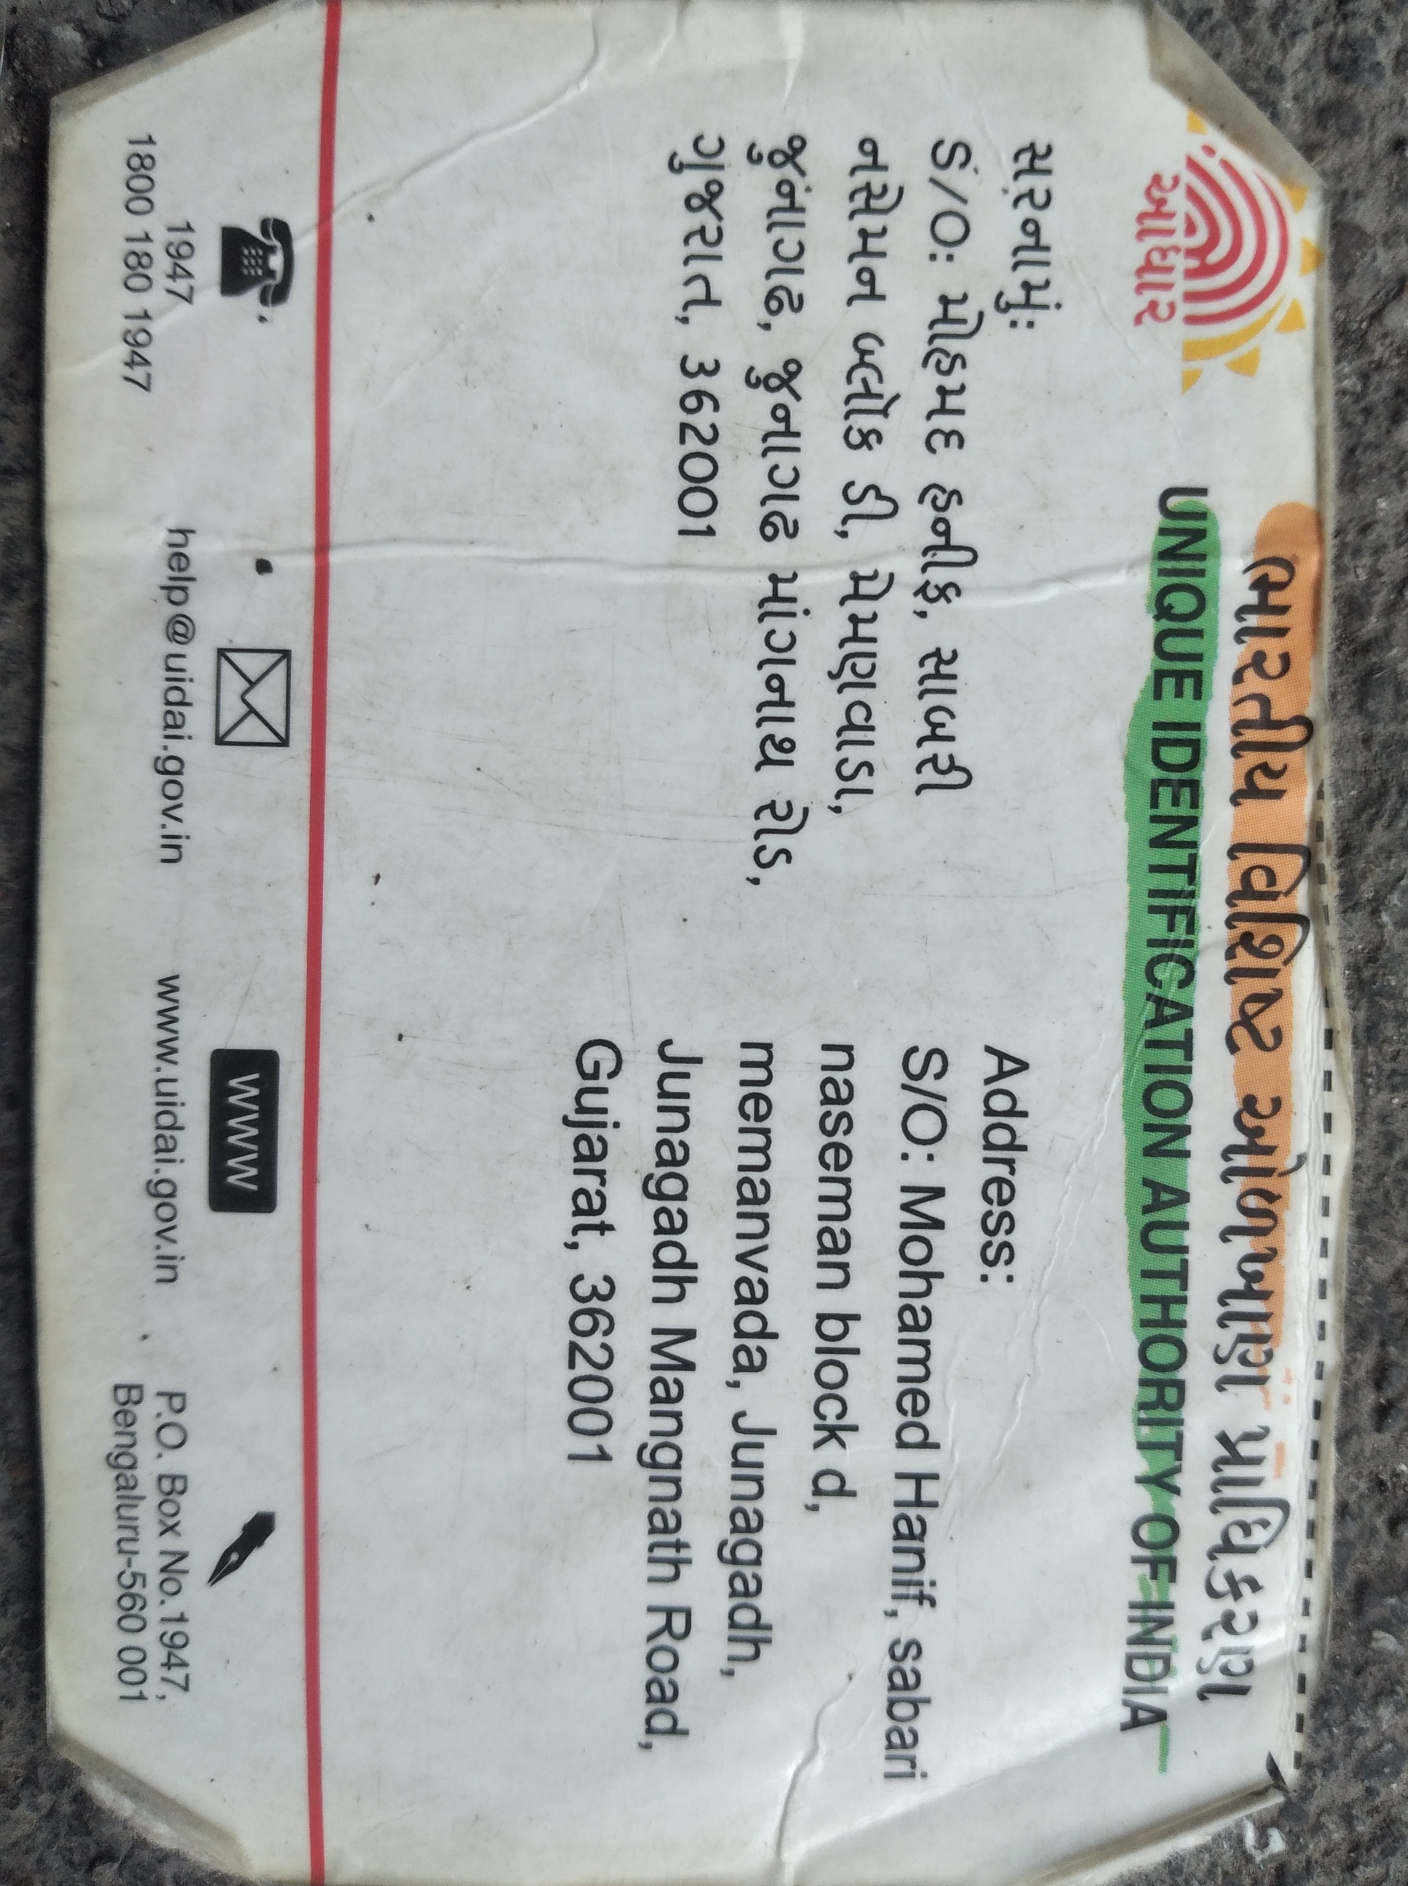 ભારતીય વિશિષ્ટ ઓળખાણ પ્રાધિકરણ
UNIQUE IDENTIFICATION AUTHORITY OF INDIA
આધાર
સરનામું:
S/O: મોહમદ હનીફ, સાબરી
નસેમન બ્લોક ડી, મેમણવાડા,
જુનાગઢ, જુનાગઢ માંગનાથ રોડ,
ગુજરાત, 362001
Address:
S/O: Mohamed Hanif, sabari
naseman block d,
memanvada, Junagadh,
Junagadh Mangnath Road,
Gujarat, 362001
1947
1800 180 1947
help@uidai.gov.in
WWW
www.uidai.gov.in
P.O. Box No.1947,
Bengaluru-560 001